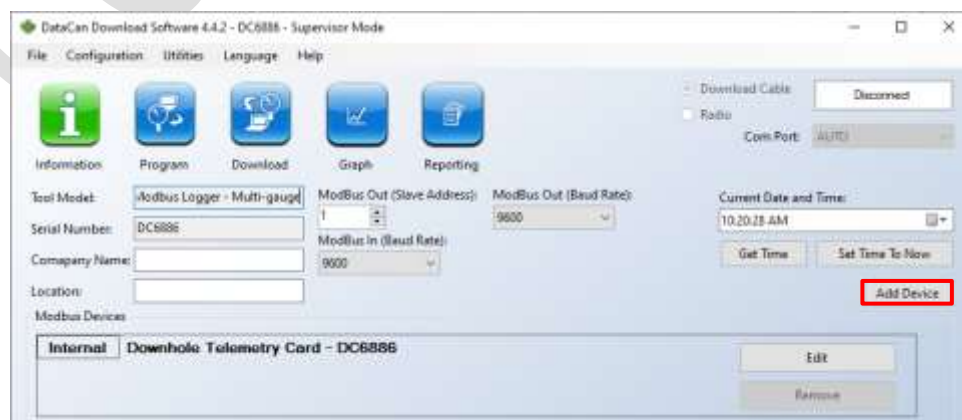 DataCan Download Software 4.4.2 - DC6886 - Supervisor Mode
File Configuration Utilities Language Help
Download Cable
Disconnect
Radio
Com Port: AUTO
Information Program Download Graph Reporting
Tool Model: Modbus Logger - Multi-gauge
ModBus Out (Slave Address): ModBus Out (Baud Rate):
1 9600
Current Date and Time:
10:20:28 AM
Serial Number: DC6886
ModBus In (Baud Rate):
9600
Get Time Set Time To Now
Comapany Name:
Location:
Add Device
Modbus Devices
Internal Downhole Telemetry Card - DC6886
Edit
Remove